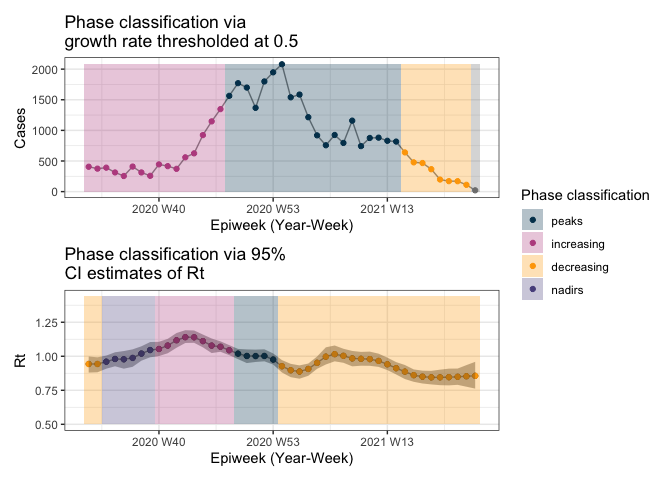 Phase classification via
growth rate thresholded at 0.5
Cases
2000
1500
1000
500
0
2020 W40
2020 W53
2021 W13
Epiweek (Year-Week)
Phase classification via 95%
CI estimates of Rt
Rt
1.25
1.00
0.75
0.50
2020 W40
2020 W53
2021 W13
Epiweek (Year-Week)
Phase classification
peaks
increasing
decreasing
nadirs